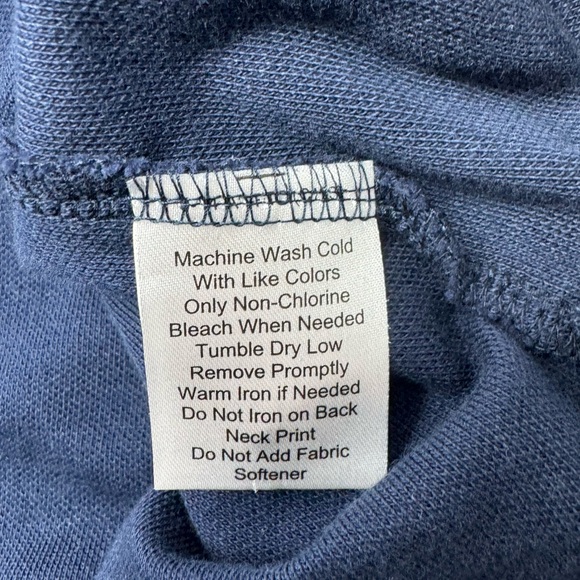 Machine Wash Cold
With Like Colors
Only Non-Chlorine
Bleach When Needed
Tumble Dry Low
Remove Promptly
Warm Iron if Needed
Do Not Iron on Back
Neck Print
Do Not Add Fabric
Softener